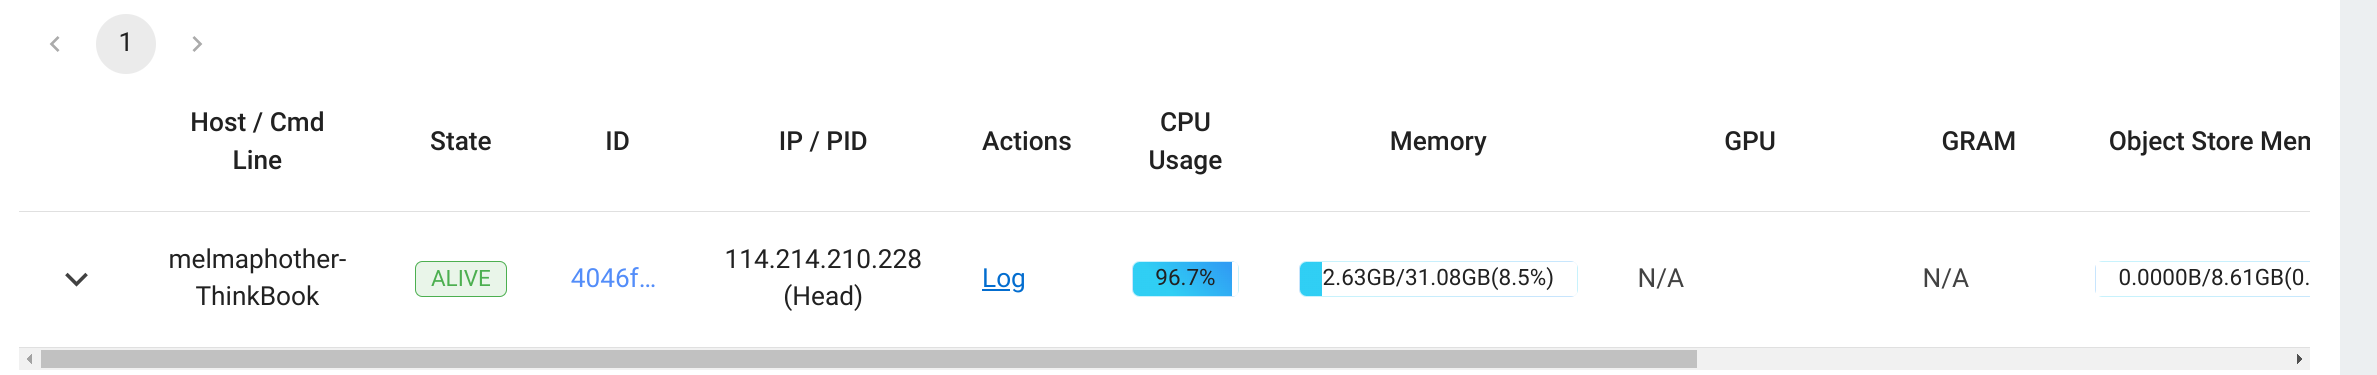 1
Host / Cmd
Line
State
ID
IP / PID
Actions
CPU
Usage
Memory
GPU
GRAM
Object Store Mem
melmaphother-
ThinkBook
ALIVE
4046f...
114.214.210.228
(Head)
Log
96.7%
2.63GB/31.08GB(8.5%)
N/A
N/A
0.0000B/8.61GB(0.